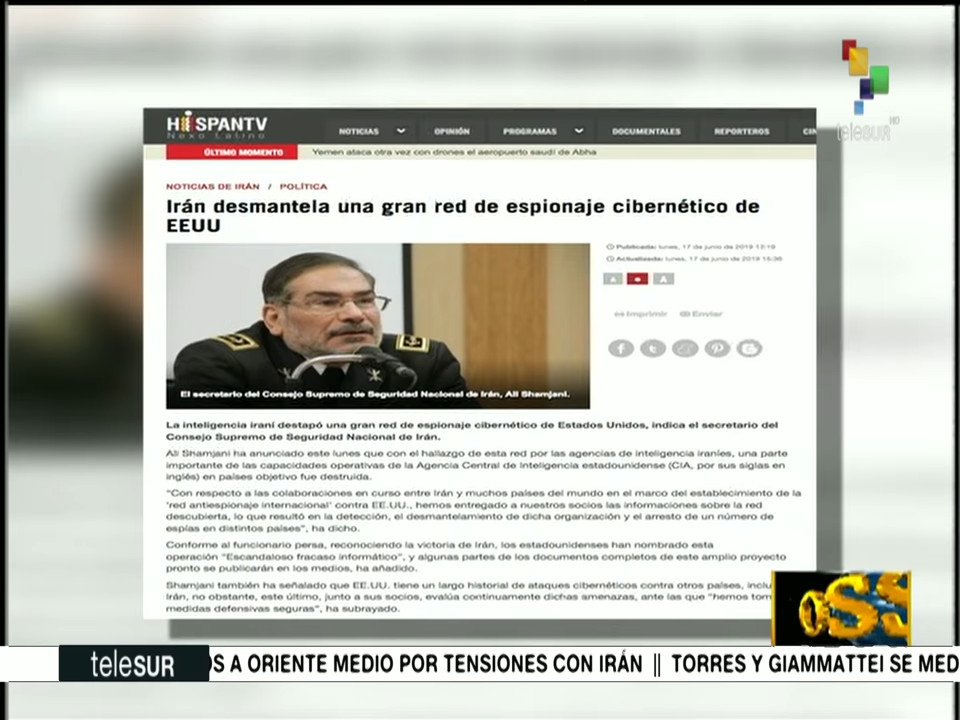 HISPANTV
Nexo Latino
NOTICIAS OPINIÓN PROGRAMAS DOCUMENTALES REPORTEROS CIN
teleSUR HD
ÚLTIMO MOMENTO Yemen ataca otra vez con drones el aeropuerto saudí de Abha
NOTICIAS DE IRÁN / POLÍTICA
Irán desmantela una gran red de espionaje cibernético de
EEUU
Publicada: lunes, 17 de junio de 2019 13:19
Actualizada: lunes, 17 de junio de 2019 15:36
Imprimir Enviar
El secretario del Consejo Supremo de Seguridad Nacional de Irán, Ali Shamjani.
La inteligencia iraní destapó una gran red de espionaje cibernético de Estados Unidos, indica el secretario del
Consejo Supremo de Seguridad Nacional de Irán.
Ali Shamjani ha anunciado este lunes que con el hallazgo de esta red por las agencias de inteligencia iraníes, una parte
importante de las capacidades operativas de la Agencia Central de Inteligencia estadounidense (CIA, por sus siglas en
inglés) en países objetivo fue destruida.
"Con respecto a las colaboraciones en curso entre Irán y muchos países del mundo en el marco del establecimiento de la
'red antiespionaje internacional' contra EE.UU., hemos entregado a nuestros socios las informaciones sobre la red
descubierta, lo que resultó en la detección, el desmantelamiento de dicha organización y el arresto de un número de
espías en distintos países", ha dicho.
Conforme al funcionario persa, reconociendo la victoria de Irán, los estadounidenses han nombrado esta
operación "Escandaloso fracaso informático", y algunas partes de los documentos completos de este amplio proyecto
pronto se publicarán en los medios, ha añadido.
Shamjani también ha señalado que EE.UU. tiene un largo historial de ataques cibernéticos contra otros países, inclu
Irán, no obstante, este último, junto a sus socios, evalúa continuamente dichas amenazas, ante las que "hemos tom
medidas defensivas seguras", ha subrayado.
teleSUR OS A ORIENTE MEDIO POR TENSIONES CON IRÁN || TORRES Y GIAMMATTEI SE MED